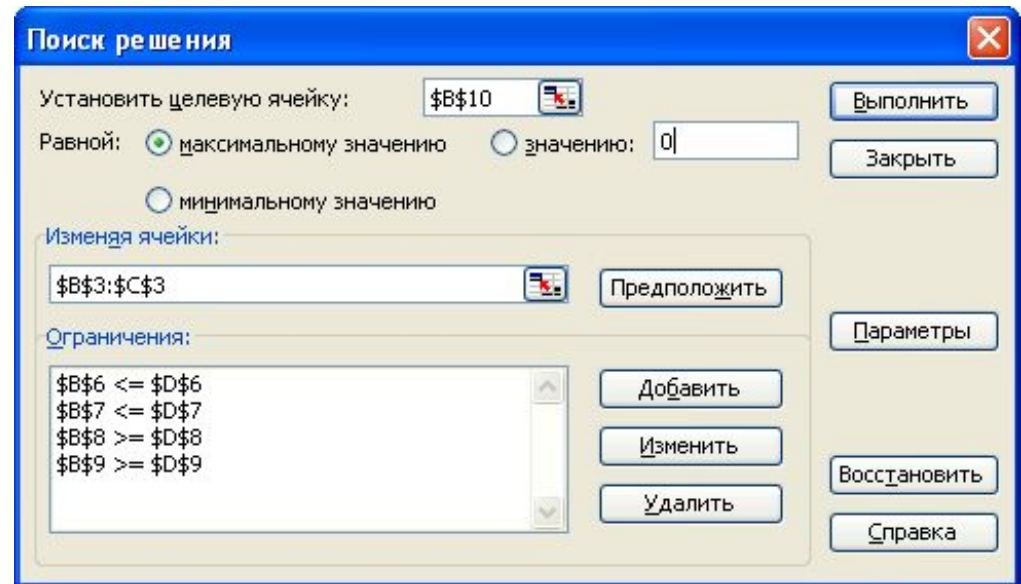 Поиск решения
Установить целевую ячейку: $B$10
Выполнить
Равной: максимальному значению значению: 0
Закрыть
минимальному значению
Изменяя ячейки:
$B$3:$C$3
Предположить
Параметры
Ограничения:
$B$6 <= $D$6
$B$7 <= $D$7
$B$8 >= $D$8
$B$9 >= $D$9
Добавить
Изменить
Удалить
Восстановить
Справка